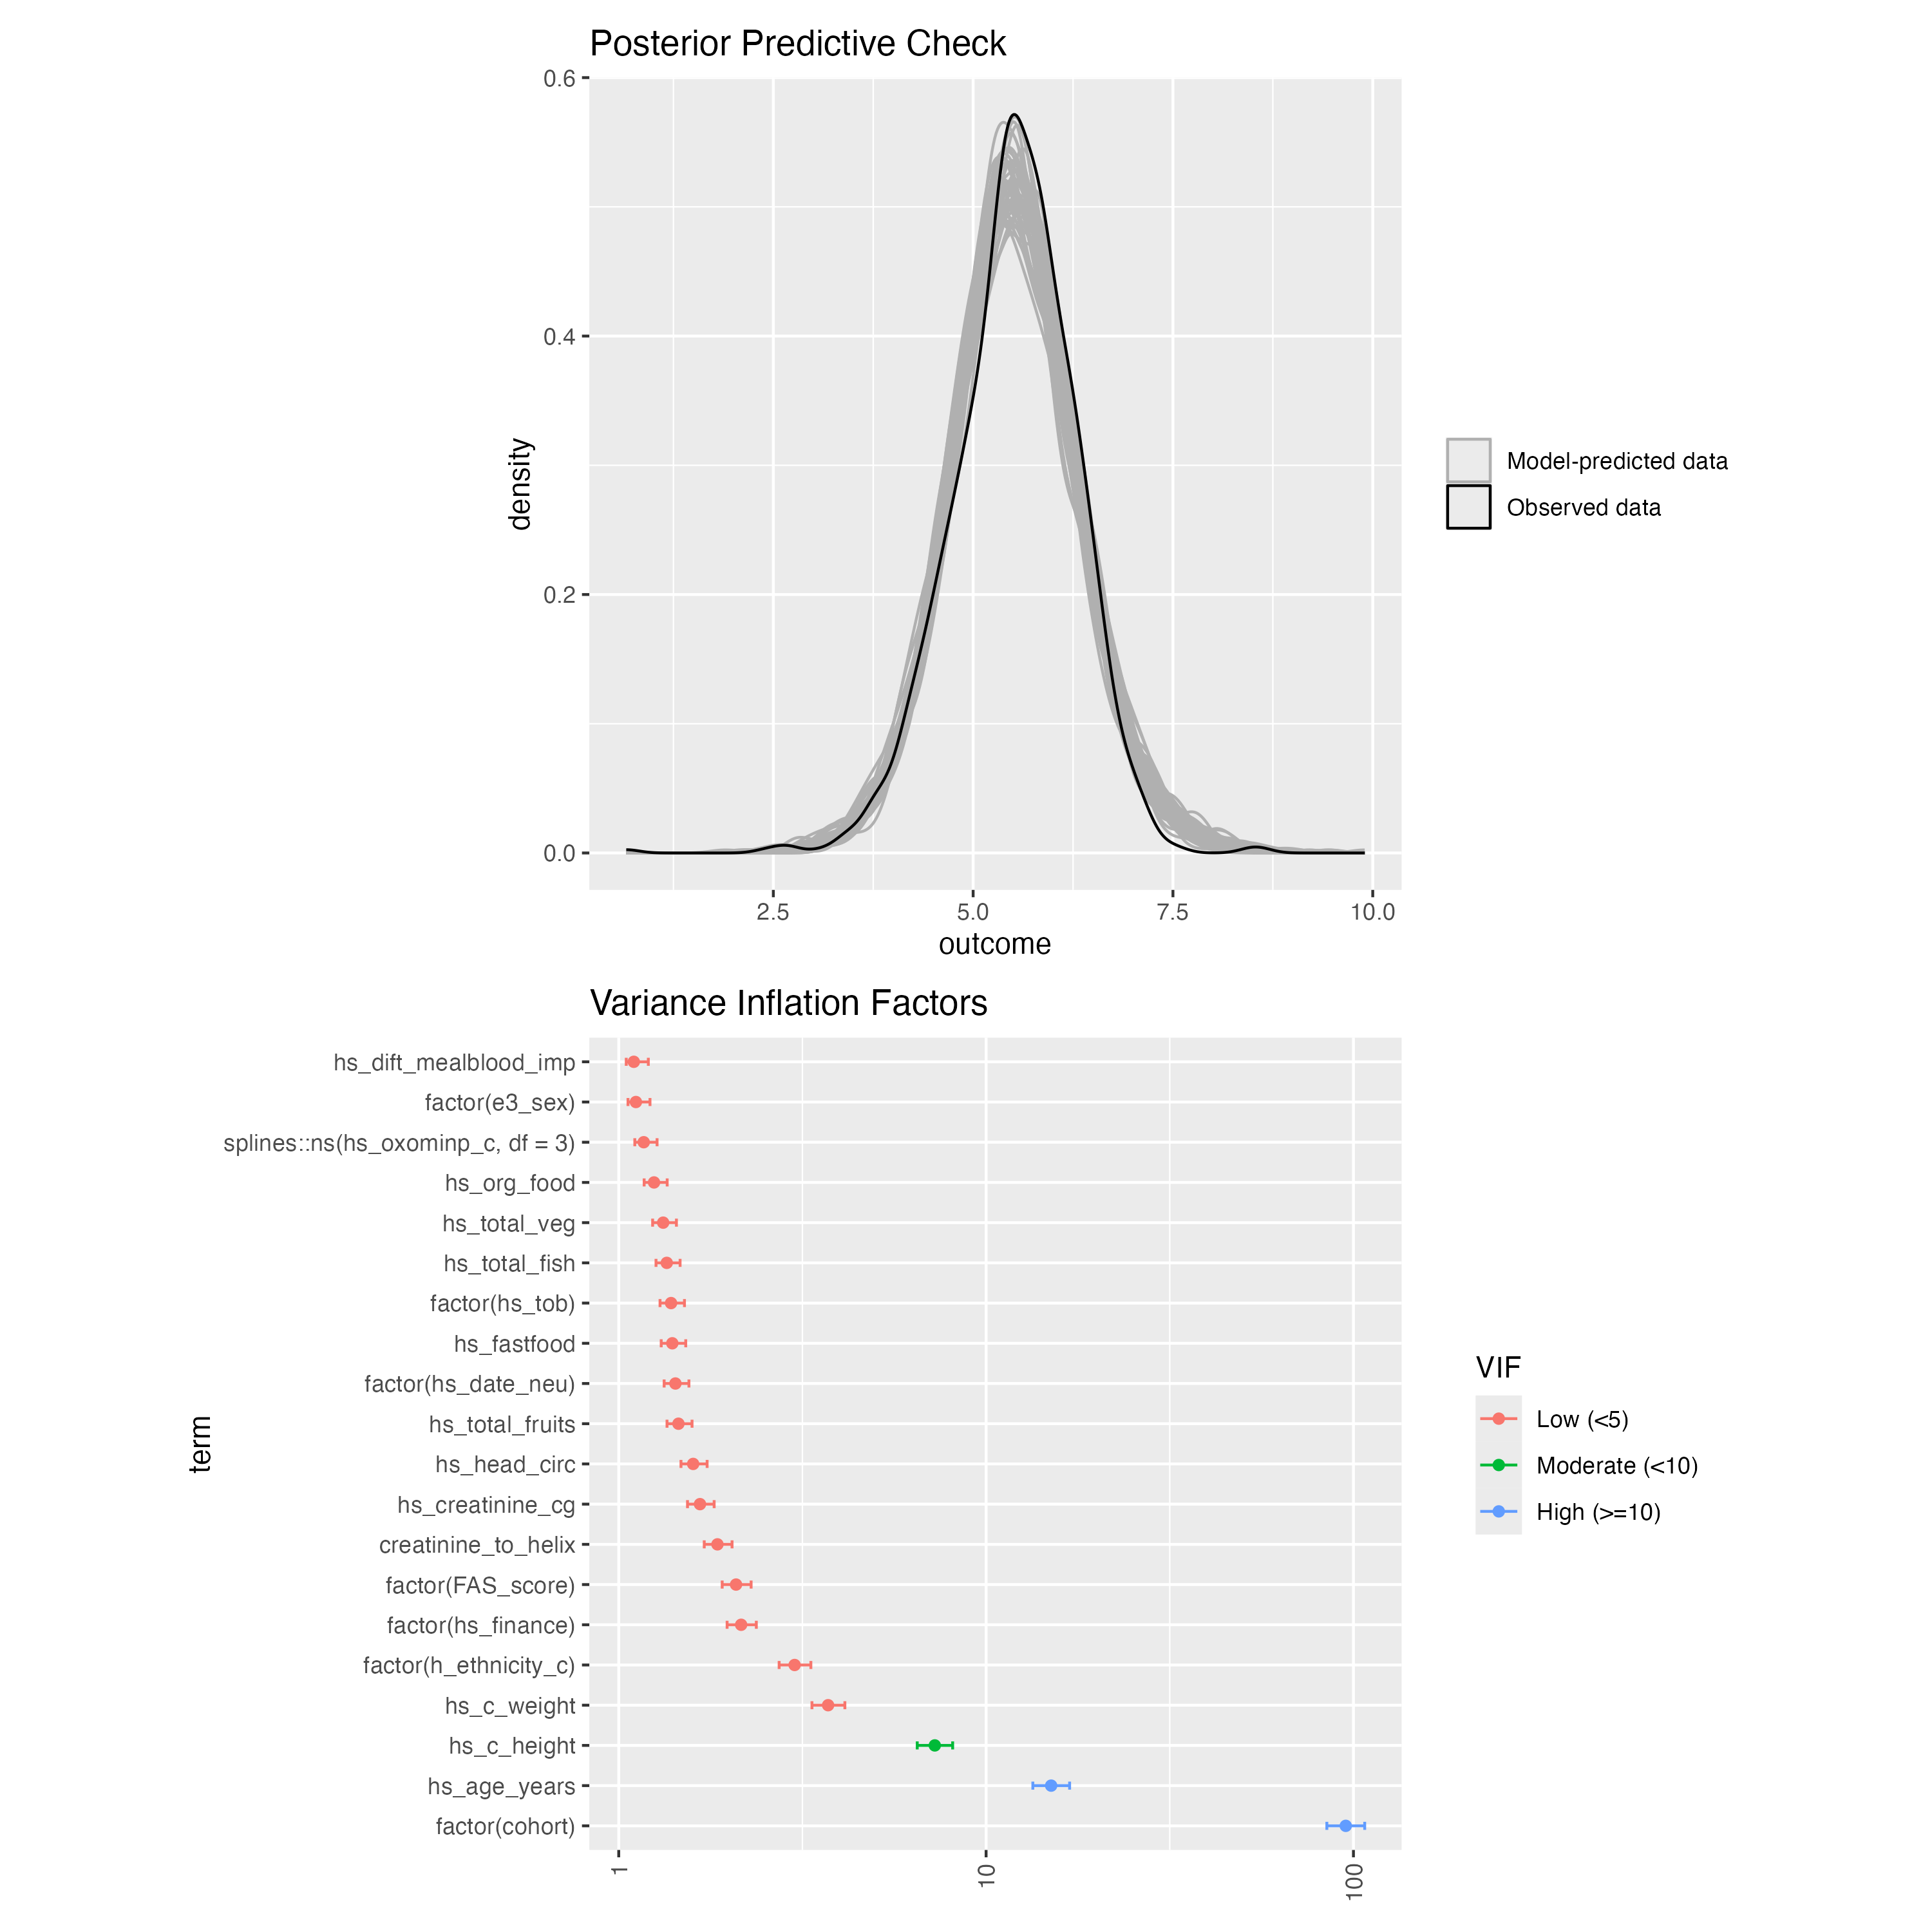 Posterior Predictive Check
0.6
0.4
0.2
0.0
density
2.5 5.0 7.5 10.0
outcome
Model-predicted data
Observed data
Variance Inflation Factors
hs_dift_mealblood_imp
factor(e3_sex)
splines::ns(hs_oxominp_c, df = 3)
hs_org_food
hs_total_veg
hs_total_fish
factor(hs_tob)
hs_fastfood
factor(hs_date_neu)
hs_total_fruits
hs_head_circ
hs_creatinine_cg
creatinine_to_helix
factor(FAS_score)
factor(hs_finance)
factor(h_ethnicity_c)
hs_c_weight
hs_c_height
hs_age_years
factor(cohort)
term
1 10 100
VIF
Low (<5)
Moderate (<10)
High (>=10)